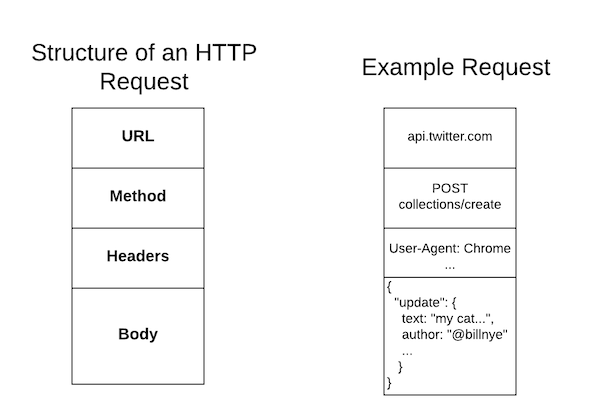 Structure of an HTTP
Request
URL
Method
Headers
Body
Example Request
api.twitter.com
POST
collections/create
User-Agent: Chrome
...
{
"update": {
text: "my cat...",
author: "@billnye"
...
}
}